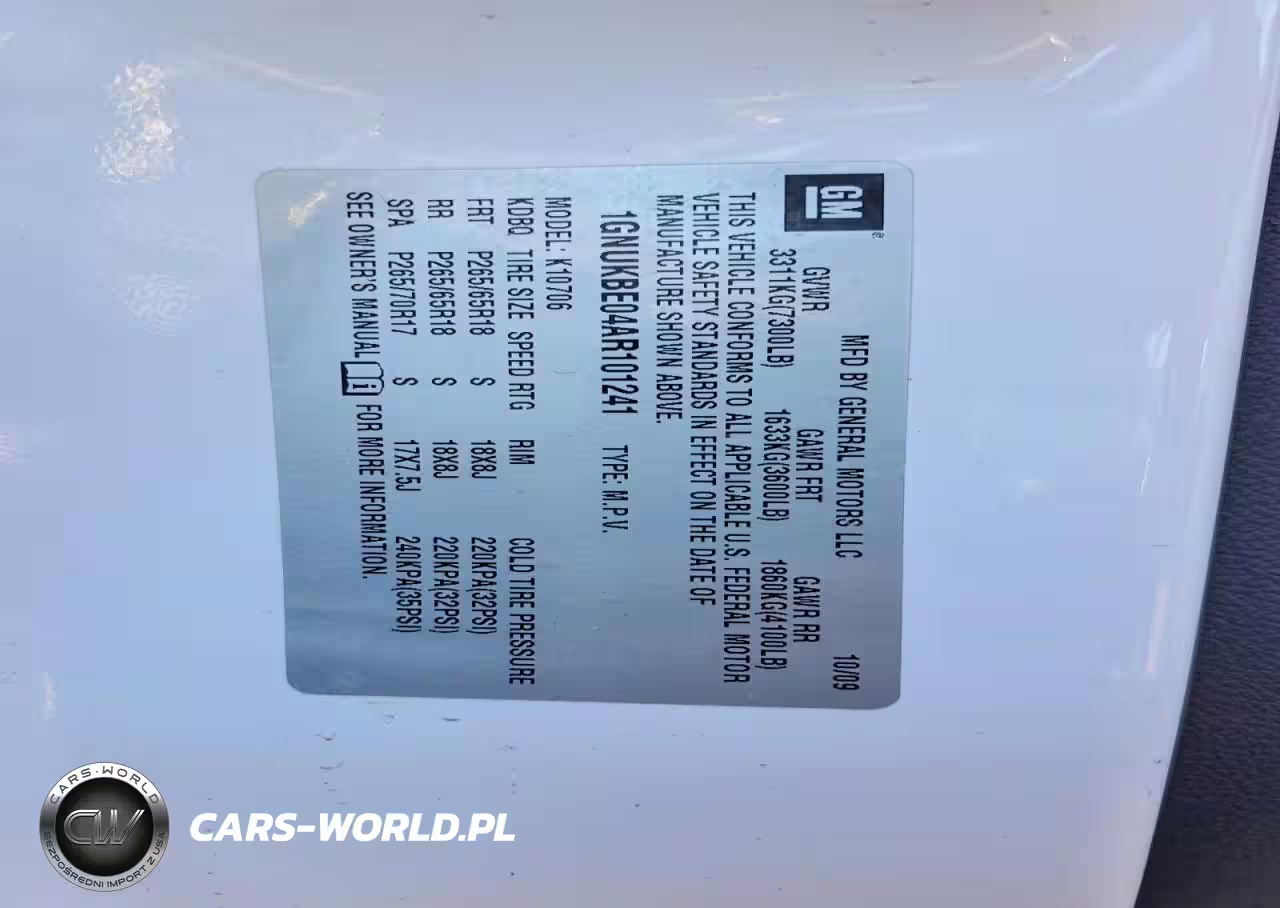 GM®
MFD BY GENERAL MOTORS LLC 10/09
GVWR GAWR FRT GAWR RR
3311KG(7300LB) 1633KG(3600LB) 1860KG(4100LB)
THIS VEHICLE CONFORMS TO ALL APPLICABLE U.S. FEDERAL MOTOR
VEHICLE SAFETY STANDARDS IN EFFECT ON THE DATE OF
MANUFACTURE SHOWN ABOVE.
1GNUKBE04AR101241 TYPE: M.P.V.
MODEL: K10706
KDBQ TIRE SIZE SPEED RTG RIM COLD TIRE PRESSURE
FRT P265/65R18 S 18X8J 220KPA(32PSI)
RR P265/65R18 S 18X8J 220KPA(32PSI)
SPA P265/70R17 S 17X7.5J 240KPA(35PSI)
SEE OWNER'S MANUAL i FOR MORE INFORMATION.
CARS-WORLD
CW
BEZPOŚREDNI IMPORT Z USA
CARS-WORLD.PL